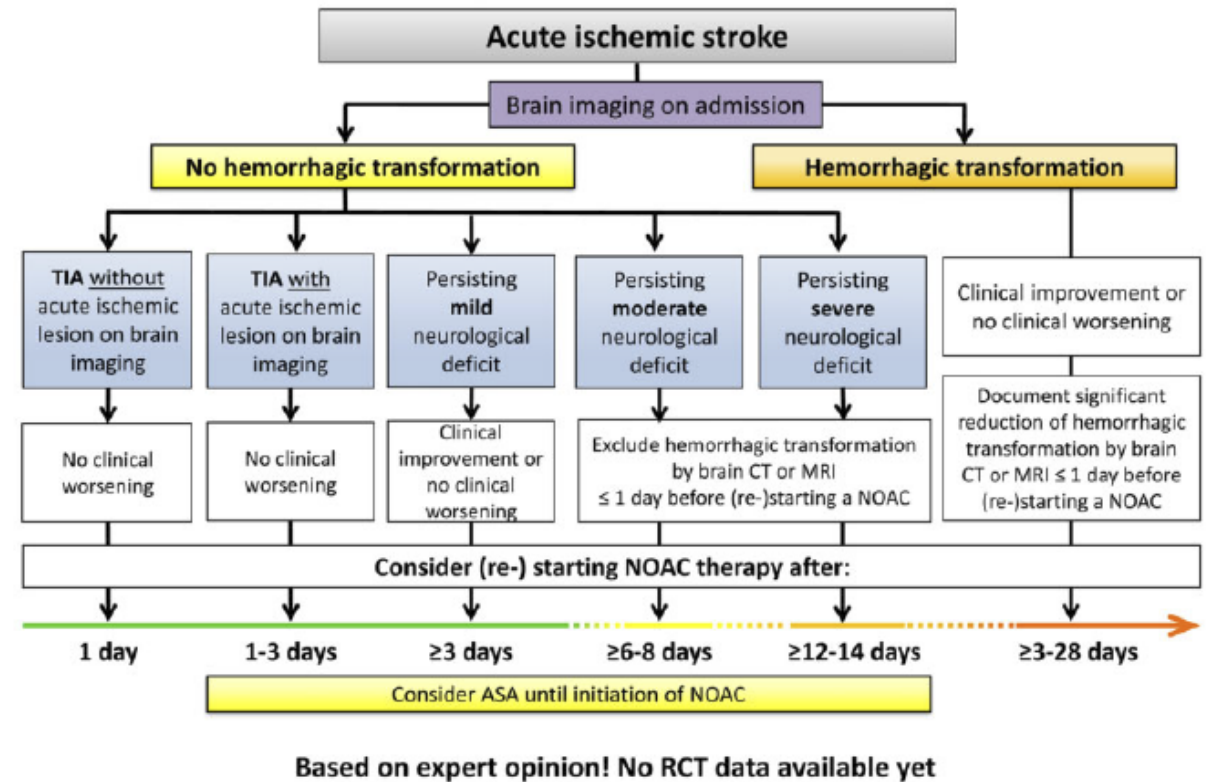 Acute ischemic stroke
Brain imaging on admission
No hemorrhagic transformation
Hemorrhagic transformation
TIA without
acute ischemic
lesion on brain
imaging
TIA with
acute ischemic
lesion on brain
imaging
Persisting
mild
neurological
deficit
Persisting
moderate
neurological
deficit
Persisting
severe
neurological
deficit
Clinical improvement or
no clinical worsening
No clinical
worsening
No clinical
worsening
Clinical
improvement or
no clinical
worsening
Exclude hemorrhagic transformation
by brain CT or MRI
≤ 1 day before (re-)starting a NOAC
Document significant
reduction of hemorrhagic
transformation by brain
CT or MRI ≤ 1 day before
(re-)starting a NOAC
Consider (re-) starting NOAC therapy after:
1 day
1-3 days
≥3 days
≥6-8 days
≥12-14 days
≥3-28 days
Consider ASA until initiation of NOAC
Based on expert opinion! No RCT data available yet